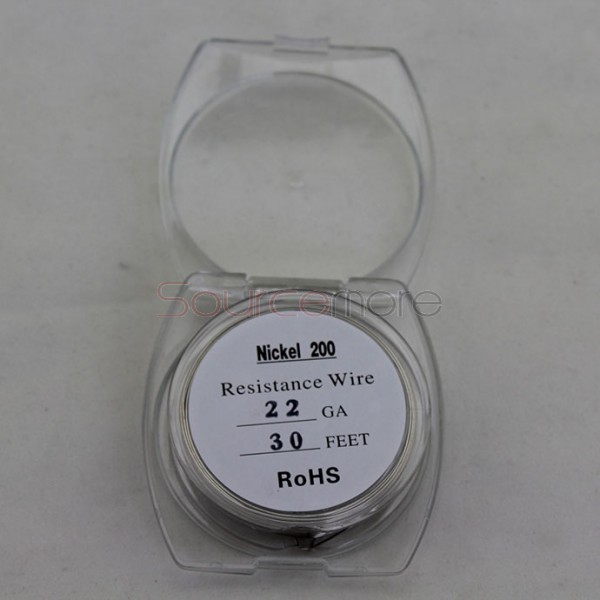 Sourcemore
Nickel 200
Resistance Wire
22 GA
30 FEET
RoHS